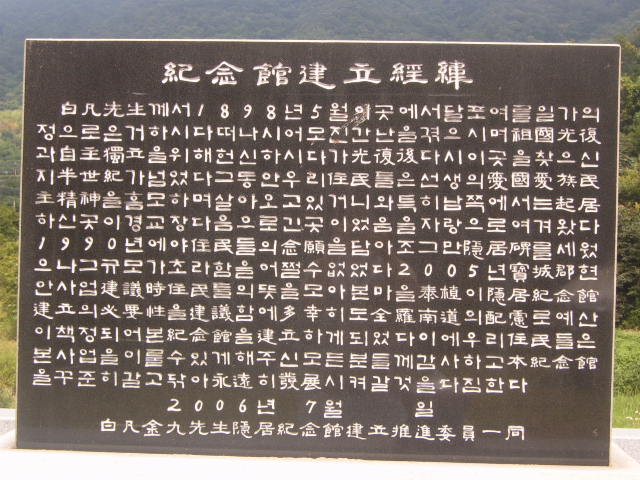 紀念館建立經緯
白凡先生께서1898년5월이곳에서달포여를일가의
정으로은거하시다떠나시어모진간난을겪으시며祖國光復
과自主獨立을위해헌신하시다가光復後다시이곳을찾으신
지半世紀가넘었다그동안우리住民들은선생의愛國愛族民
主精神을흠모하며살아오고있거니와특히남쪽에서는起居
하신곳이경교장다음으로긴곳이었음을자랑으로여겨왔다
1990년에야住民들의念願을담아조그만隱居碑를세웠
으나그규모가초라함을어쩔수없었다2005년寶城郡현
안사업建議時住民들의뜻을모아본마을泰植이隱居紀念館
건의必要性을建議함에幸히도全羅南道의配慮로예산
이책정되어본紀念館을建立하게되었다이에우리住民들은
본사업을이룰수있게해주신모든분들께감사하고本紀念館
을꾸준히갈고닦아永遠히發展시켜갈것을다짐한다
2006년 7월 일
白凡金九先生隱居紀念館建立推進委員一同